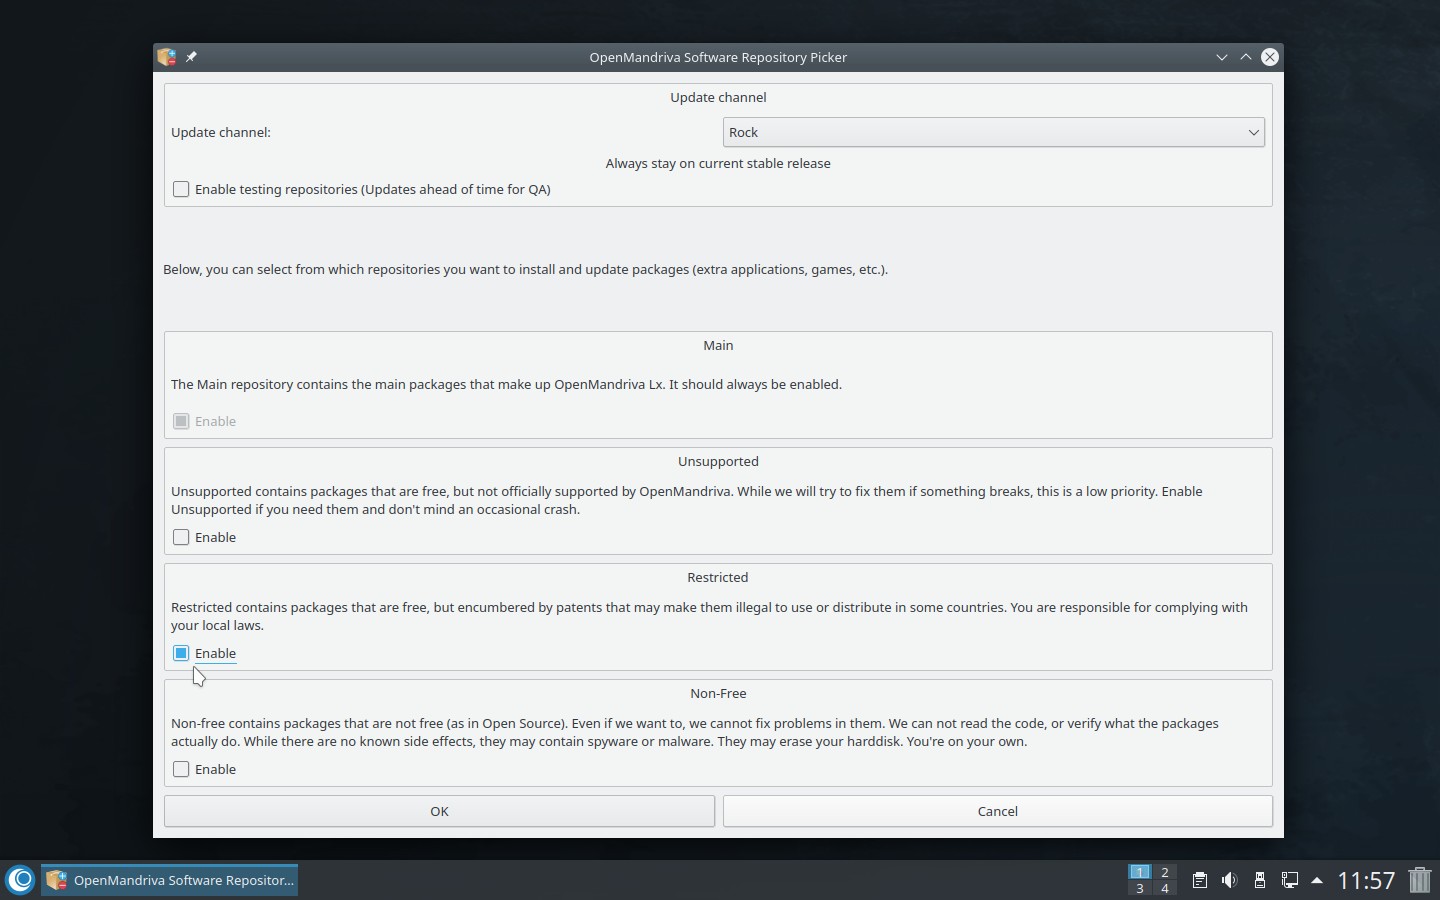 OpenMandriva Software Repository Picker
Update channel
Update channel:
Rock
Always stay on current stable release
Enable testing repositories (Updates ahead of time for QA)
Below, you can select from which repositories you want to install and update packages (extra applications, games, etc.).
Main
The Main repository contains the main packages that make up OpenMandriva Lx. It should always be enabled.
Enable
Unsupported
Unsupported contains packages that are free, but not officially supported by OpenMandriva. While we will try to fix them if something breaks, this is a low priority. Enable
Unsupported if you need them and don't mind an occasional crash.
Enable
Restricted
Restricted contains packages that are free, but encumbered by patents that may make them illegal to use or distribute in some countries. You are responsible for complying with
your local laws.
Enable
Non-Free
Non-free contains packages that are not free (as in Open Source). Even if we want to, we cannot fix problems in them. We can not read the code, or verify what the packages
actually do. While there are no known side effects, they may contain spyware or malware. They may erase your harddisk. You're on your own.
Enable
OK
Cancel
OpenMandriva Software Repositor...
1 2
3 4
11:57